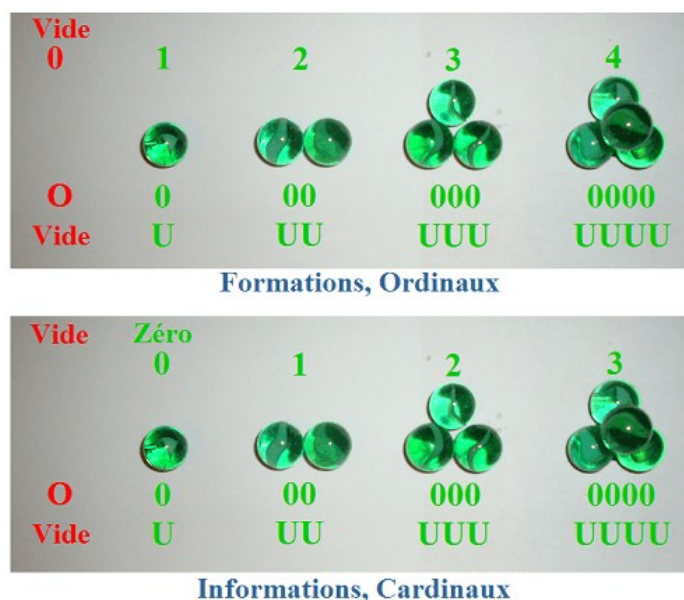 Vide
0 1 2 3 4
O 0 00 000 0000
Vide U UU UUU UUUU
Formations, Ordinaux
Vide Zéro
0 1 2 3
O 0 00 000 0000
Vide U UU UUU UUUU
Informations, Cardinaux